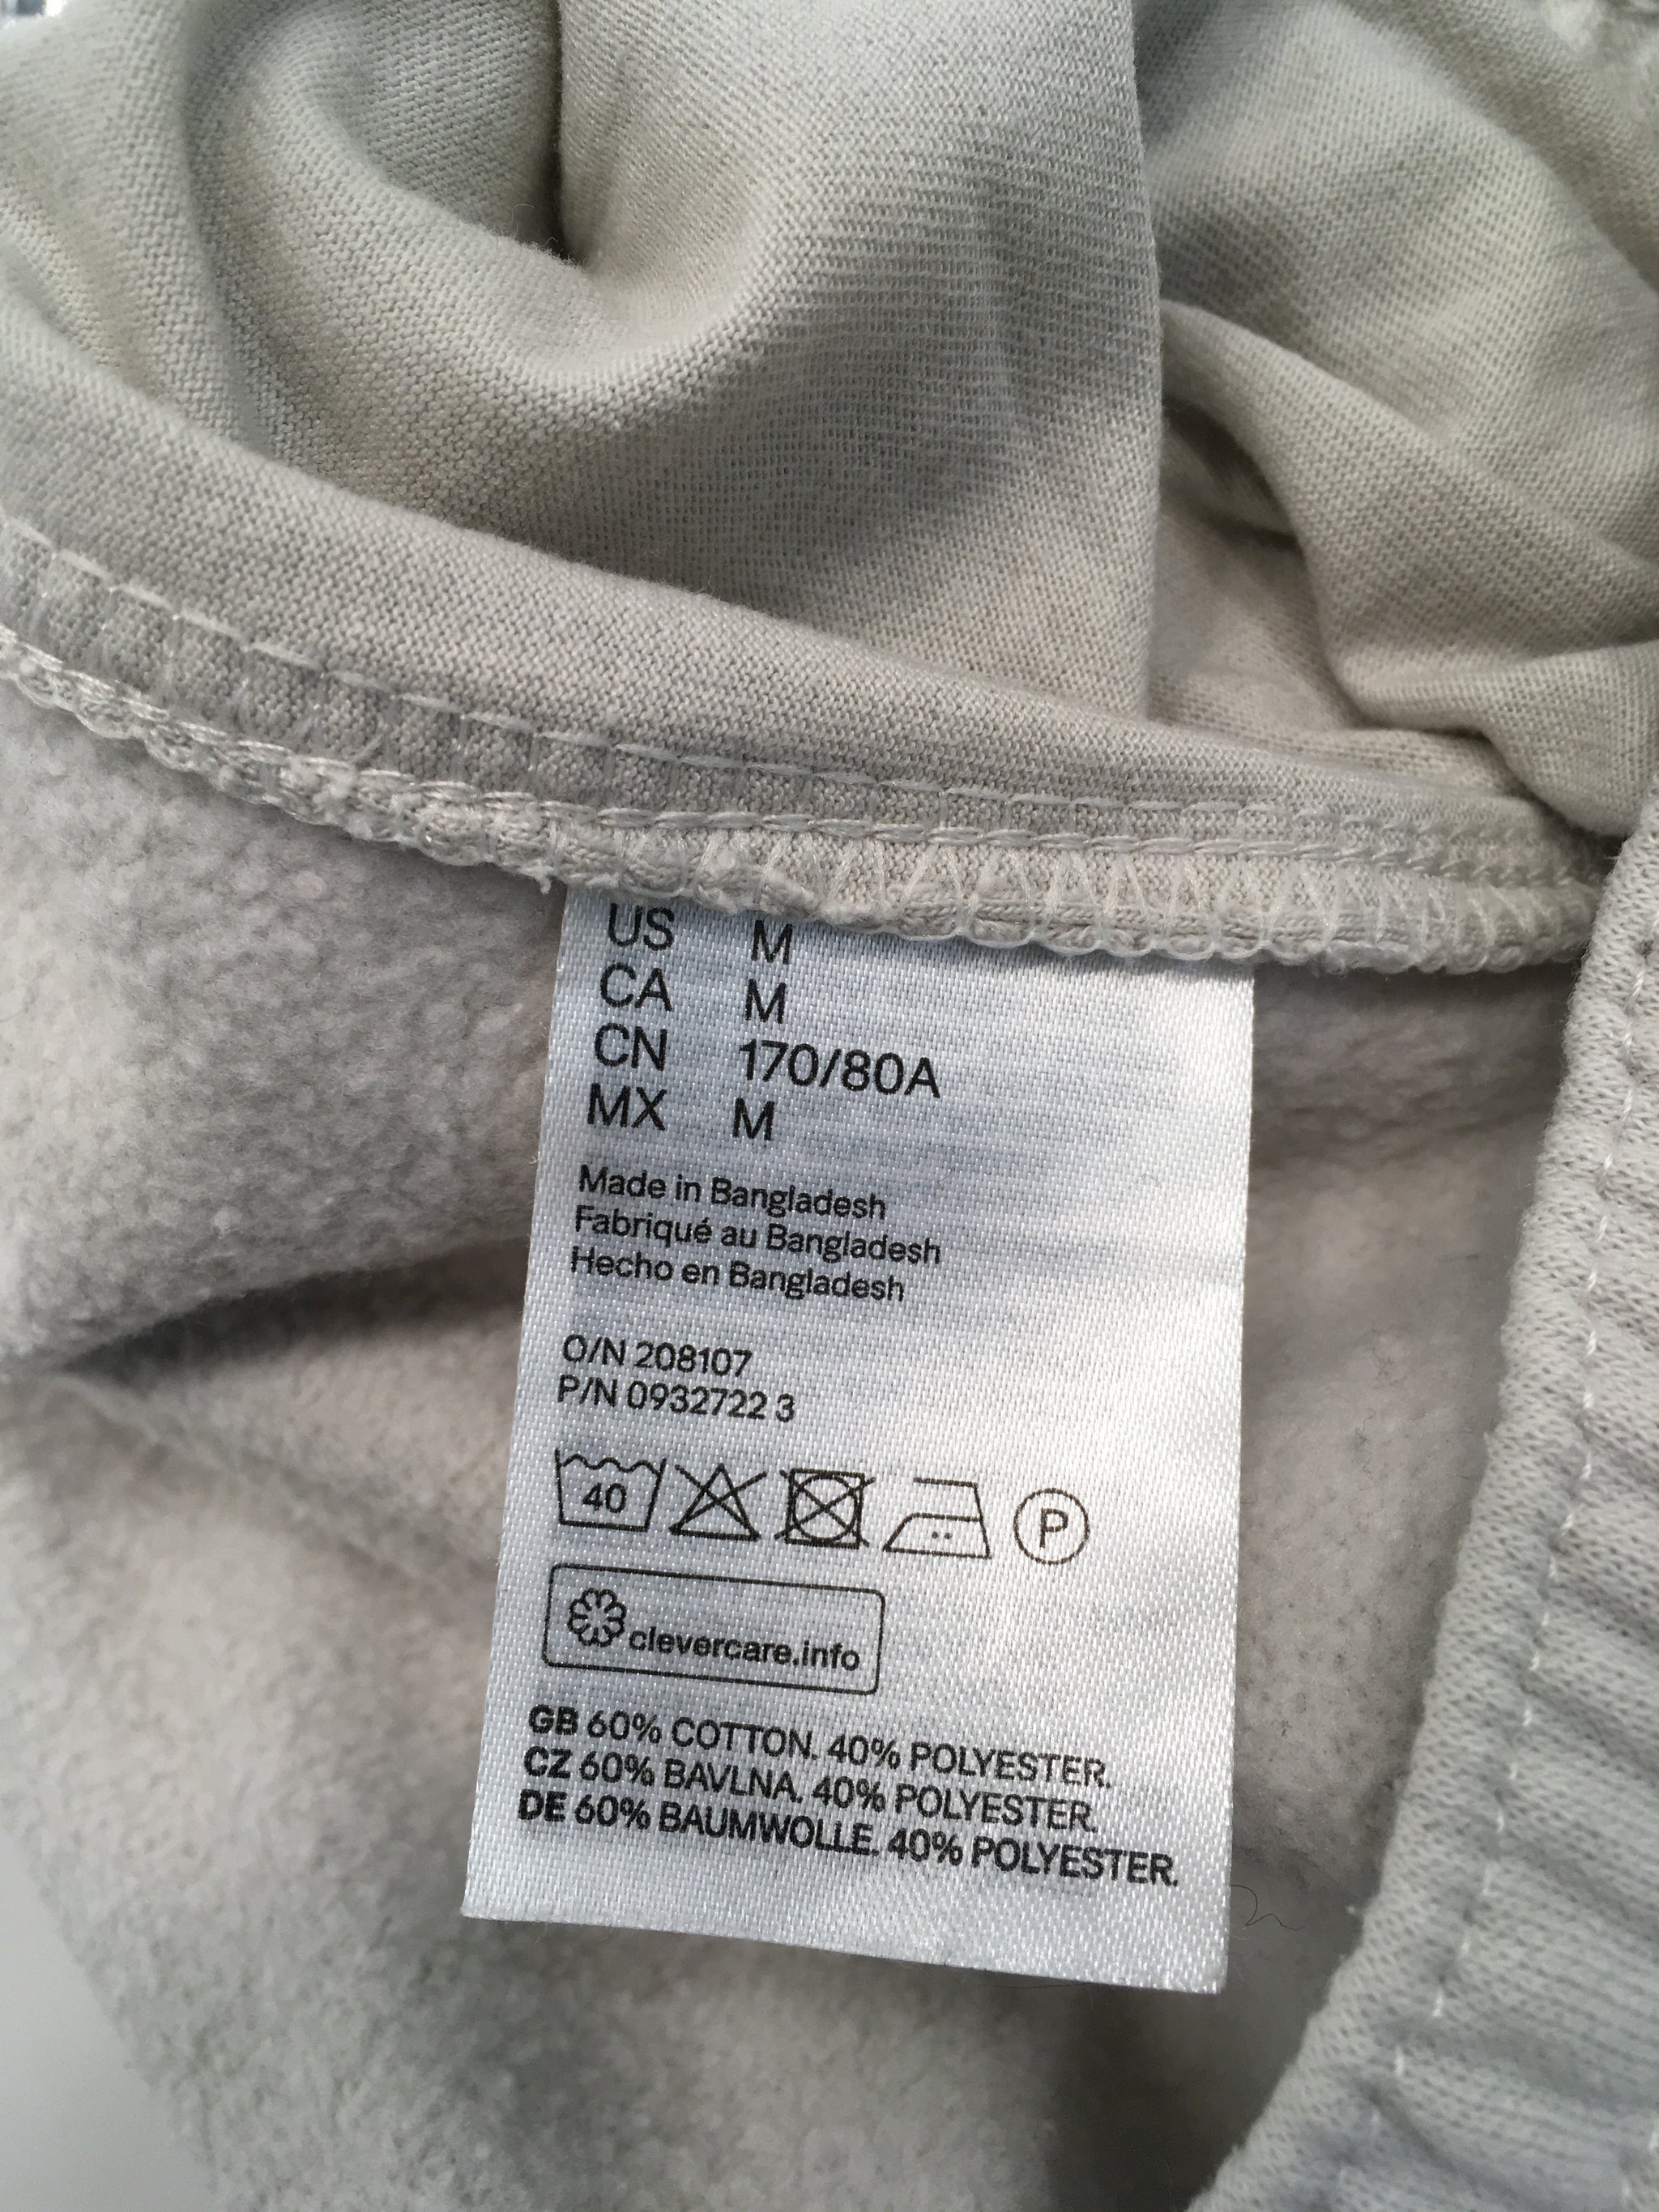 US M
CA M
CN 170/80A
MX M
Made in Bangladesh
Fabriqué au Bangladesh
Hecho en Bangladesh
O/N 208107
P/N 0932722 3
40 P
clevercare.info
GB 60% COTTON. 40% POLYESTER.
CZ 60% BAVLNA. 40% POLYESTER.
DE 60% BAUMWOLLE. 40% POLYESTER.